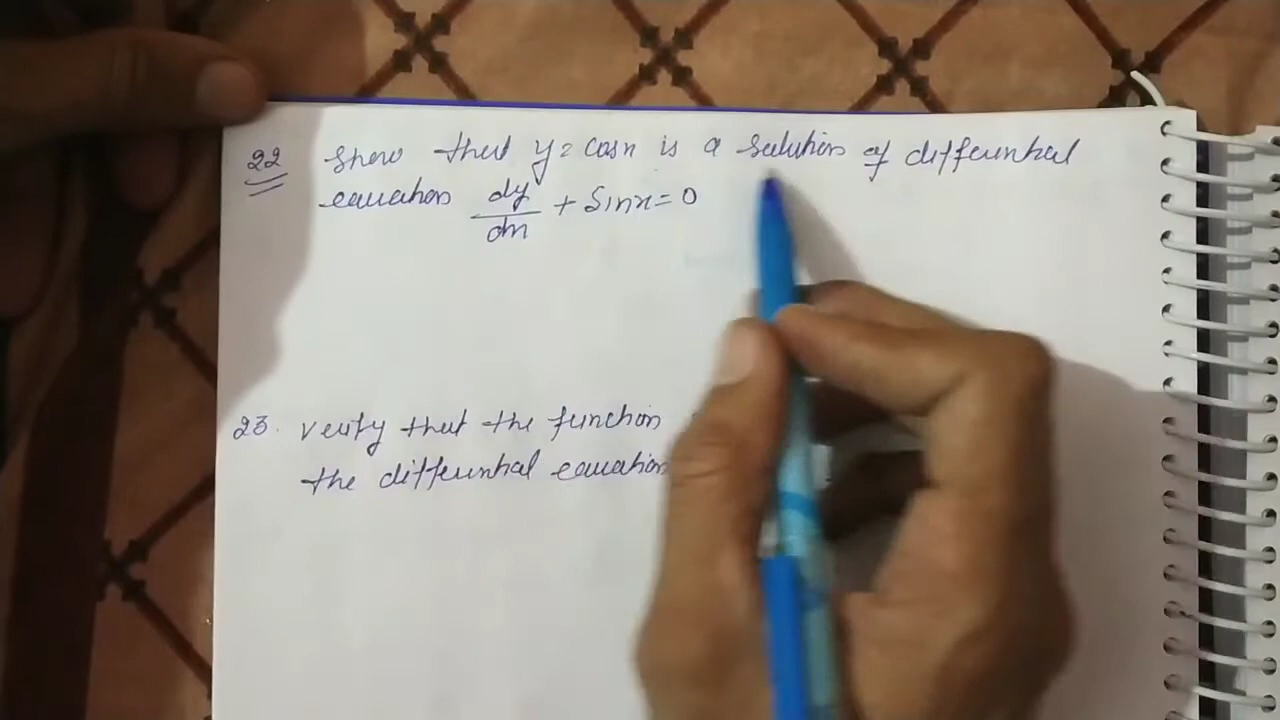 22 Show that y = cosx is a solution of differential
equation dy/dx + sinx = 0
23. Verify that the function
the differential equation